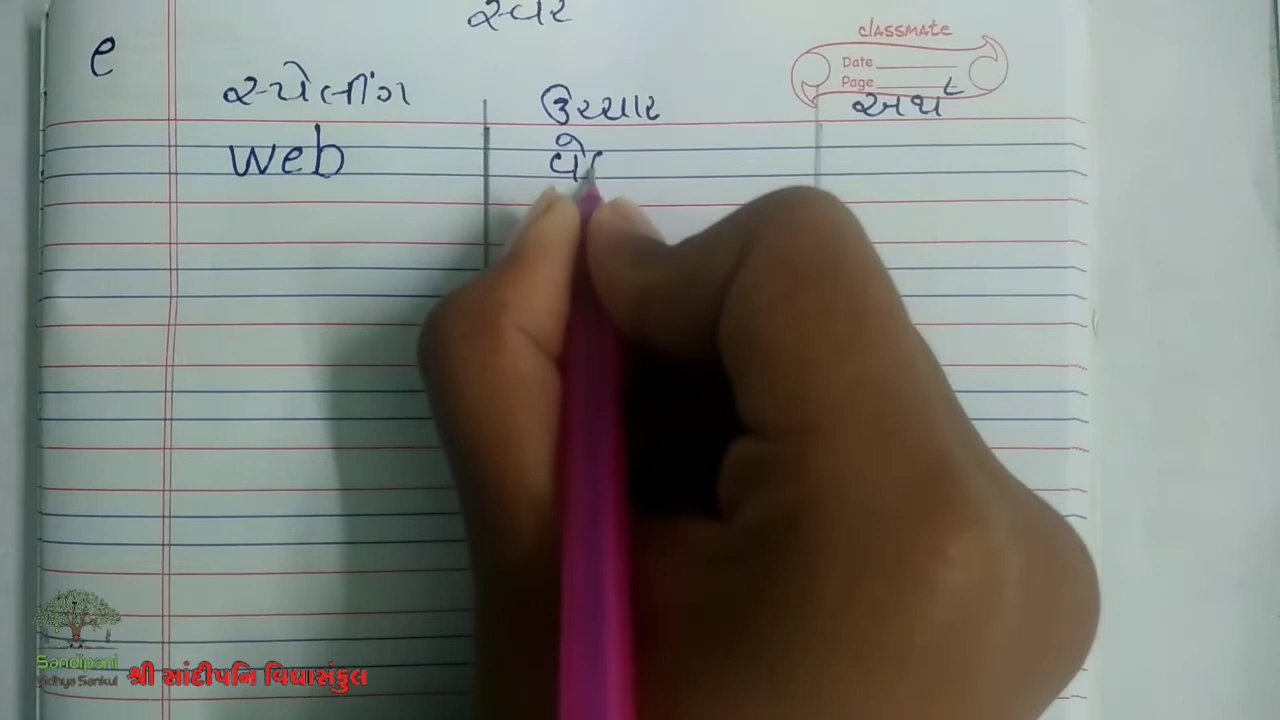 સ્વર
e
classmate
Date
Page
સ્પેલીંગ ઉચ્ચાર અર્થ
web વે
Sandipani
Vidhya Sankul
શ્રી સાંદીપનિ વિદ્યાસંકુલ